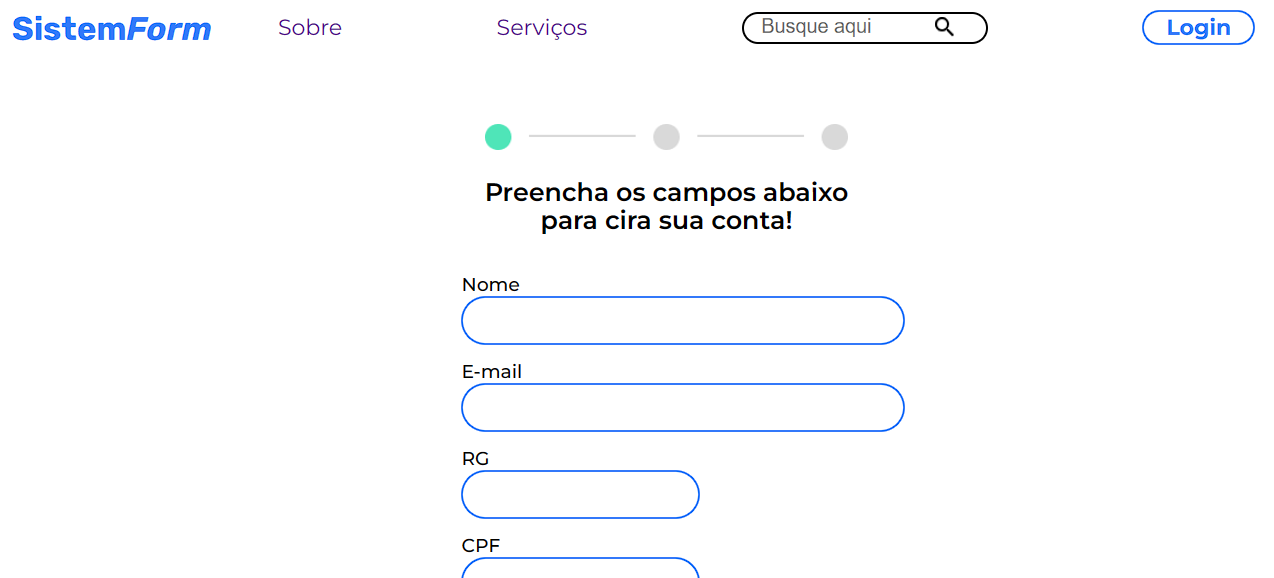 SistemForm
Sobre
Serviços
Busque aqui
Login
Preencha os campos abaixo
para cira sua conta!
Nome
E-mail
RG
CPF